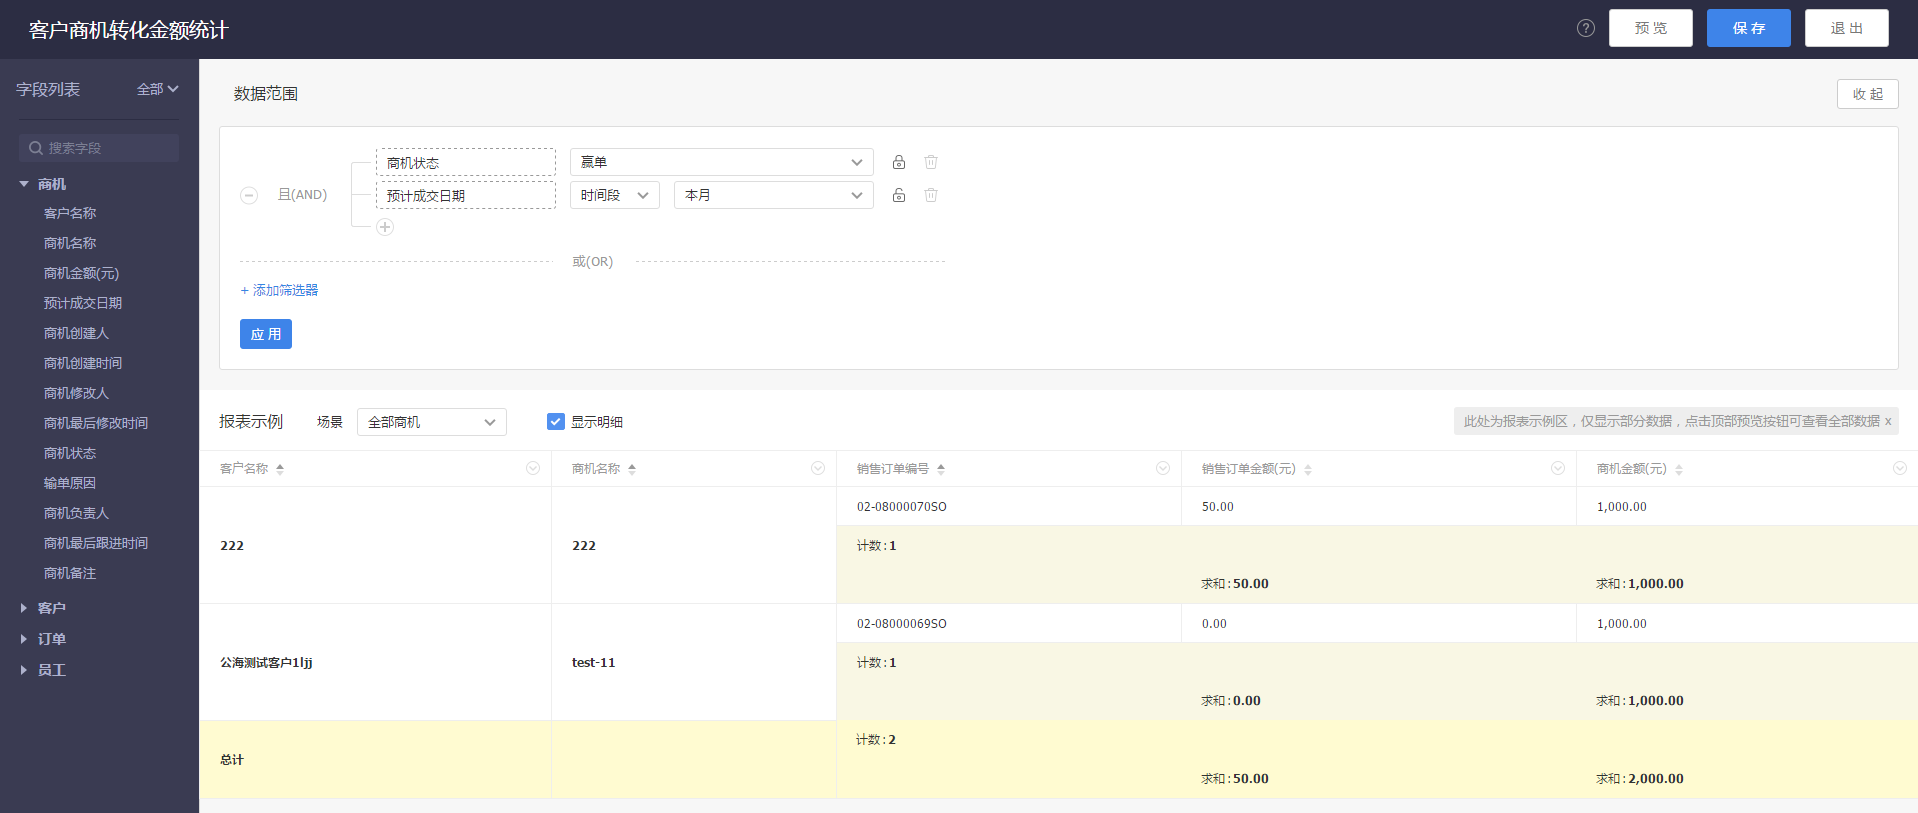 客户商机转化金额统计
? 预 览 保 存 退 出
字段列表 全部
搜索字段
商机
客户名称
商机名称
商机金额(元)
预计成交日期
商机创建人
商机创建时间
商机修改人
商机最后修改时间
商机状态
输单原因
商机负责人
商机最后跟进时间
商机备注
客户
订单
员工
数据范围 收 起
且(AND)
商机状态 赢单
预计成交日期 时间段 本月
或(OR)
+ 添加筛选器
应 用
报表示例 场景 全部商机 显示明细 此处为报表示例区，仅显示部分数据，点击顶部预览按钮可查看全部数据 x
客户名称 商机名称 销售订单编号 销售订单金额(元) 商机金额(元)
02-08000070SO 50.00 1,000.00
222 222 计数:1
求和:50.00 求和:1,000.00
02-08000069SO 0.00 1,000.00
公海测试客户1ljj test-11 计数:1
求和:0.00 求和:1,000.00
计数:2
总计
求和:50.00 求和:2,000.00